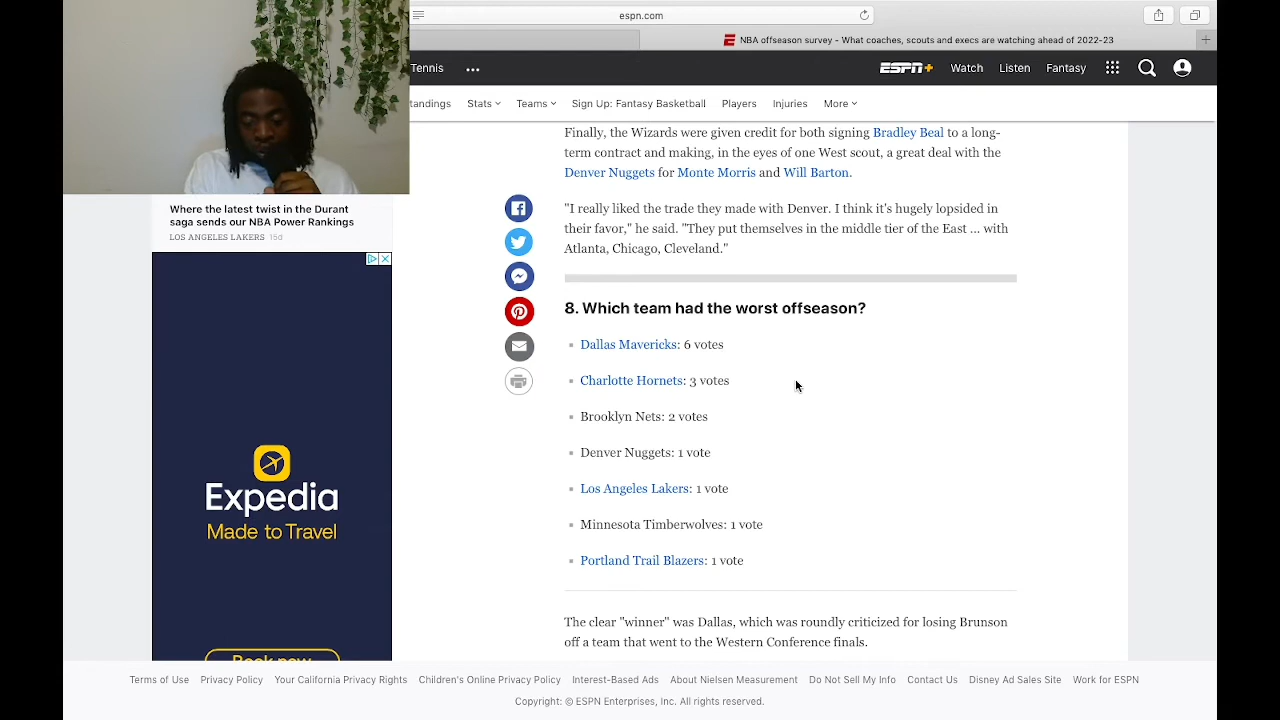 espn.com
NBA offseason survey - What coaches, scouts and execs are watching ahead of 2022-23
Tennis
ESPN+
Watch
Listen
Fantasy
tandings
Stats
Teams
Sign Up: Fantasy Basketball
Players
Injuries
More
Finally, the Wizards were given credit for both signing Bradley Beal to a long-
term contract and making, in the eyes of one West scout, a great deal with the
Denver Nuggets for Monte Morris and Will Barton.
Where the latest twist in the Durant
saga sends our NBA Power Rankings
LOS ANGELES LAKERS 15d
"I really liked the trade they made with Denver. I think it's hugely lopsided in
their favor," he said. "They put themselves in the middle tier of the East ... with
Atlanta, Chicago, Cleveland."
8. Which team had the worst offseason?
Dallas Mavericks: 6 votes
Charlotte Hornets: 3 votes
Brooklyn Nets: 2 votes
Denver Nuggets: 1 vote
Los Angeles Lakers: 1 vote
Minnesota Timberwolves: 1 vote
Portland Trail Blazers: 1 vote
Expedia
Made to Travel
Book now
The clear "winner" was Dallas, which was roundly criticized for losing Brunson
off a team that went to the Western Conference finals.
Terms of Use Privacy Policy Your California Privacy Rights Children's Online Privacy Policy Interest-Based Ads About Nielsen Measurement Do Not Sell My Info Contact Us Disney Ad Sales Site Work for ESPN
Copyright: © ESPN Enterprises, Inc. All rights reserved.